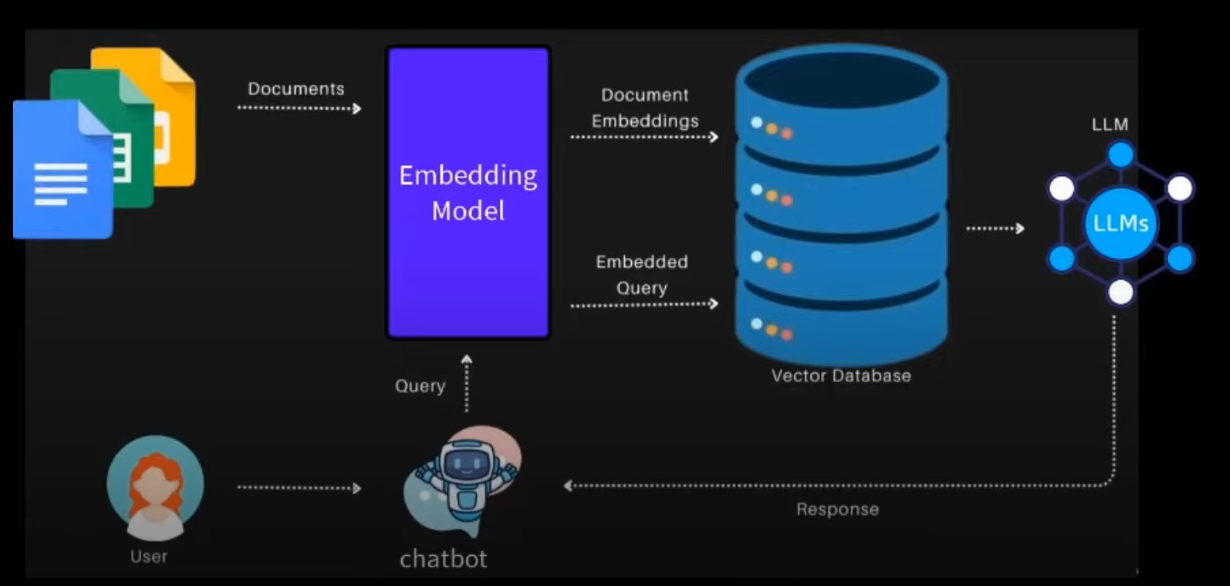 Documents
Embedding
Model
Document
Embeddings
Embedded
Query
Vector Database
LLM
LLMs
Query
User
chatbot
Response